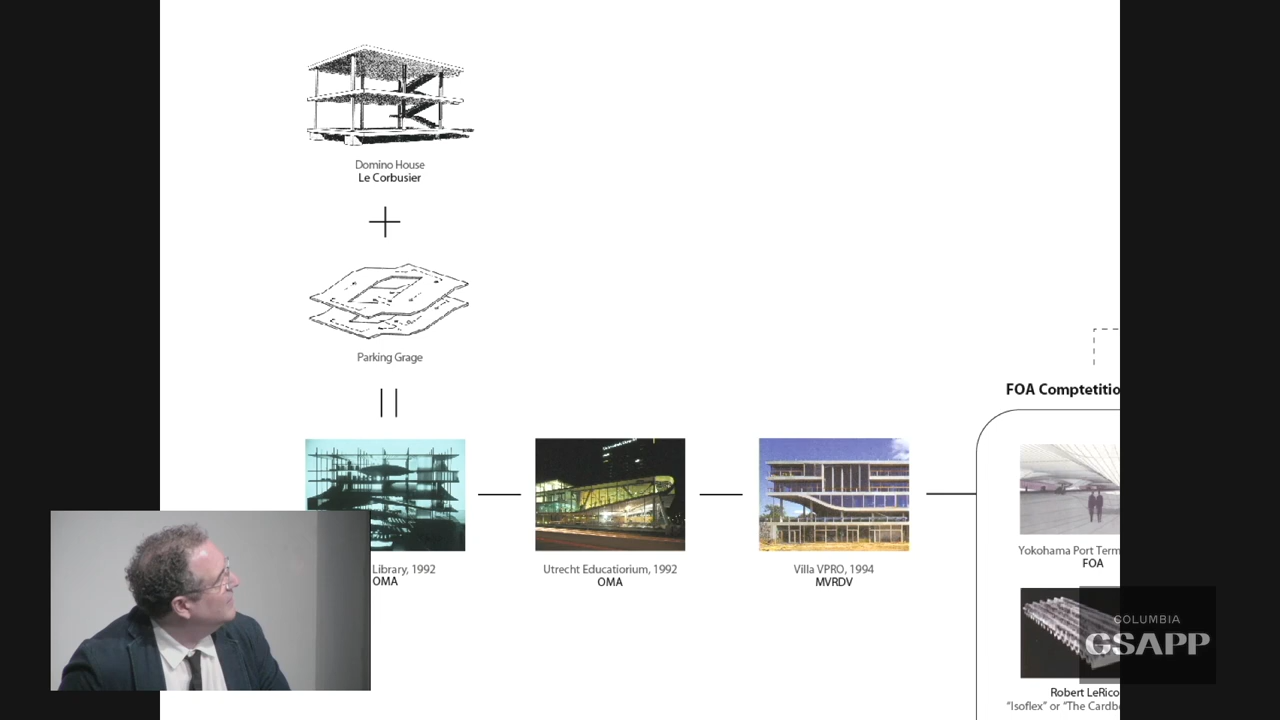 Domino House
Le Corbusier
Parking Grage
FOA Comptetitio
Library, 1992
OMA
Utrecht Educatiorium, 1992
OMA
Villa VPRO, 1994
MVRDV
Yokohama Port Term
FOA
Robert LeRico
"Isoflex" or "The Cardb
COLUMBIA
GSAPP